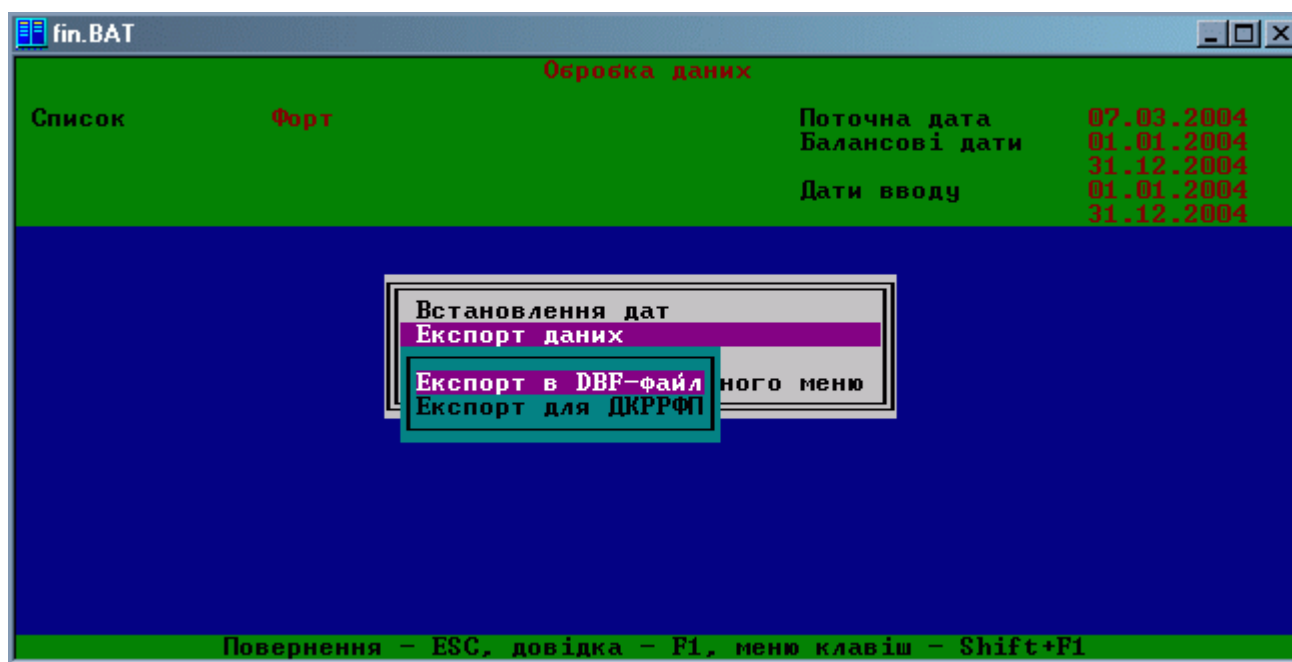 fin.BAT
Обробка даних
Список Форт Поточна дата 07.03.2004
Балансові дати 01.01.2004
31.12.2004
Дати вводу 01.01.2004
31.12.2004
Встановлення дат
Експорт даних
Експорт в DBF-файл ного меню
Експорт для ДКРРФП
Повернення - ESC, довідка - F1, меню клавіш - Shift+F1